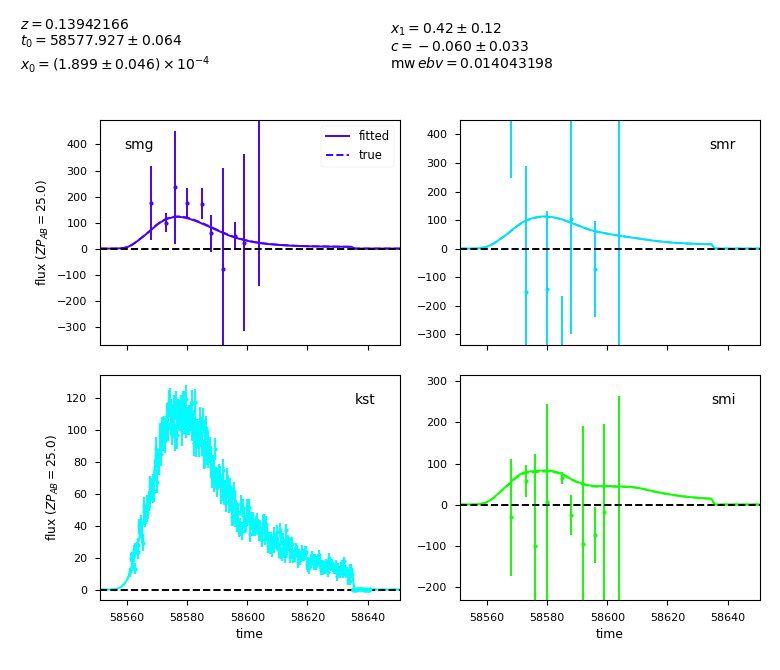 z = 0.13942166
t₀ = 58577.927 ± 0.064
x₀ = (1.899 ± 0.046) × 10⁻⁴
x₁ = 0.42 ± 0.12
c = −0.060 ± 0.033
mw ebv = 0.014043198
smg
fitted
true
400
300
200
100
0
−100
−200
−300
flux (ZP_AB = 25.0)
smr
400
300
200
100
0
−100
−200
−300
kst
120
100
80
60
40
20
0
flux (ZP_AB = 25.0)
58560 58580 58600 58620 58640
time
smi
300
200
100
0
−100
−200
58560 58580 58600 58620 58640
time